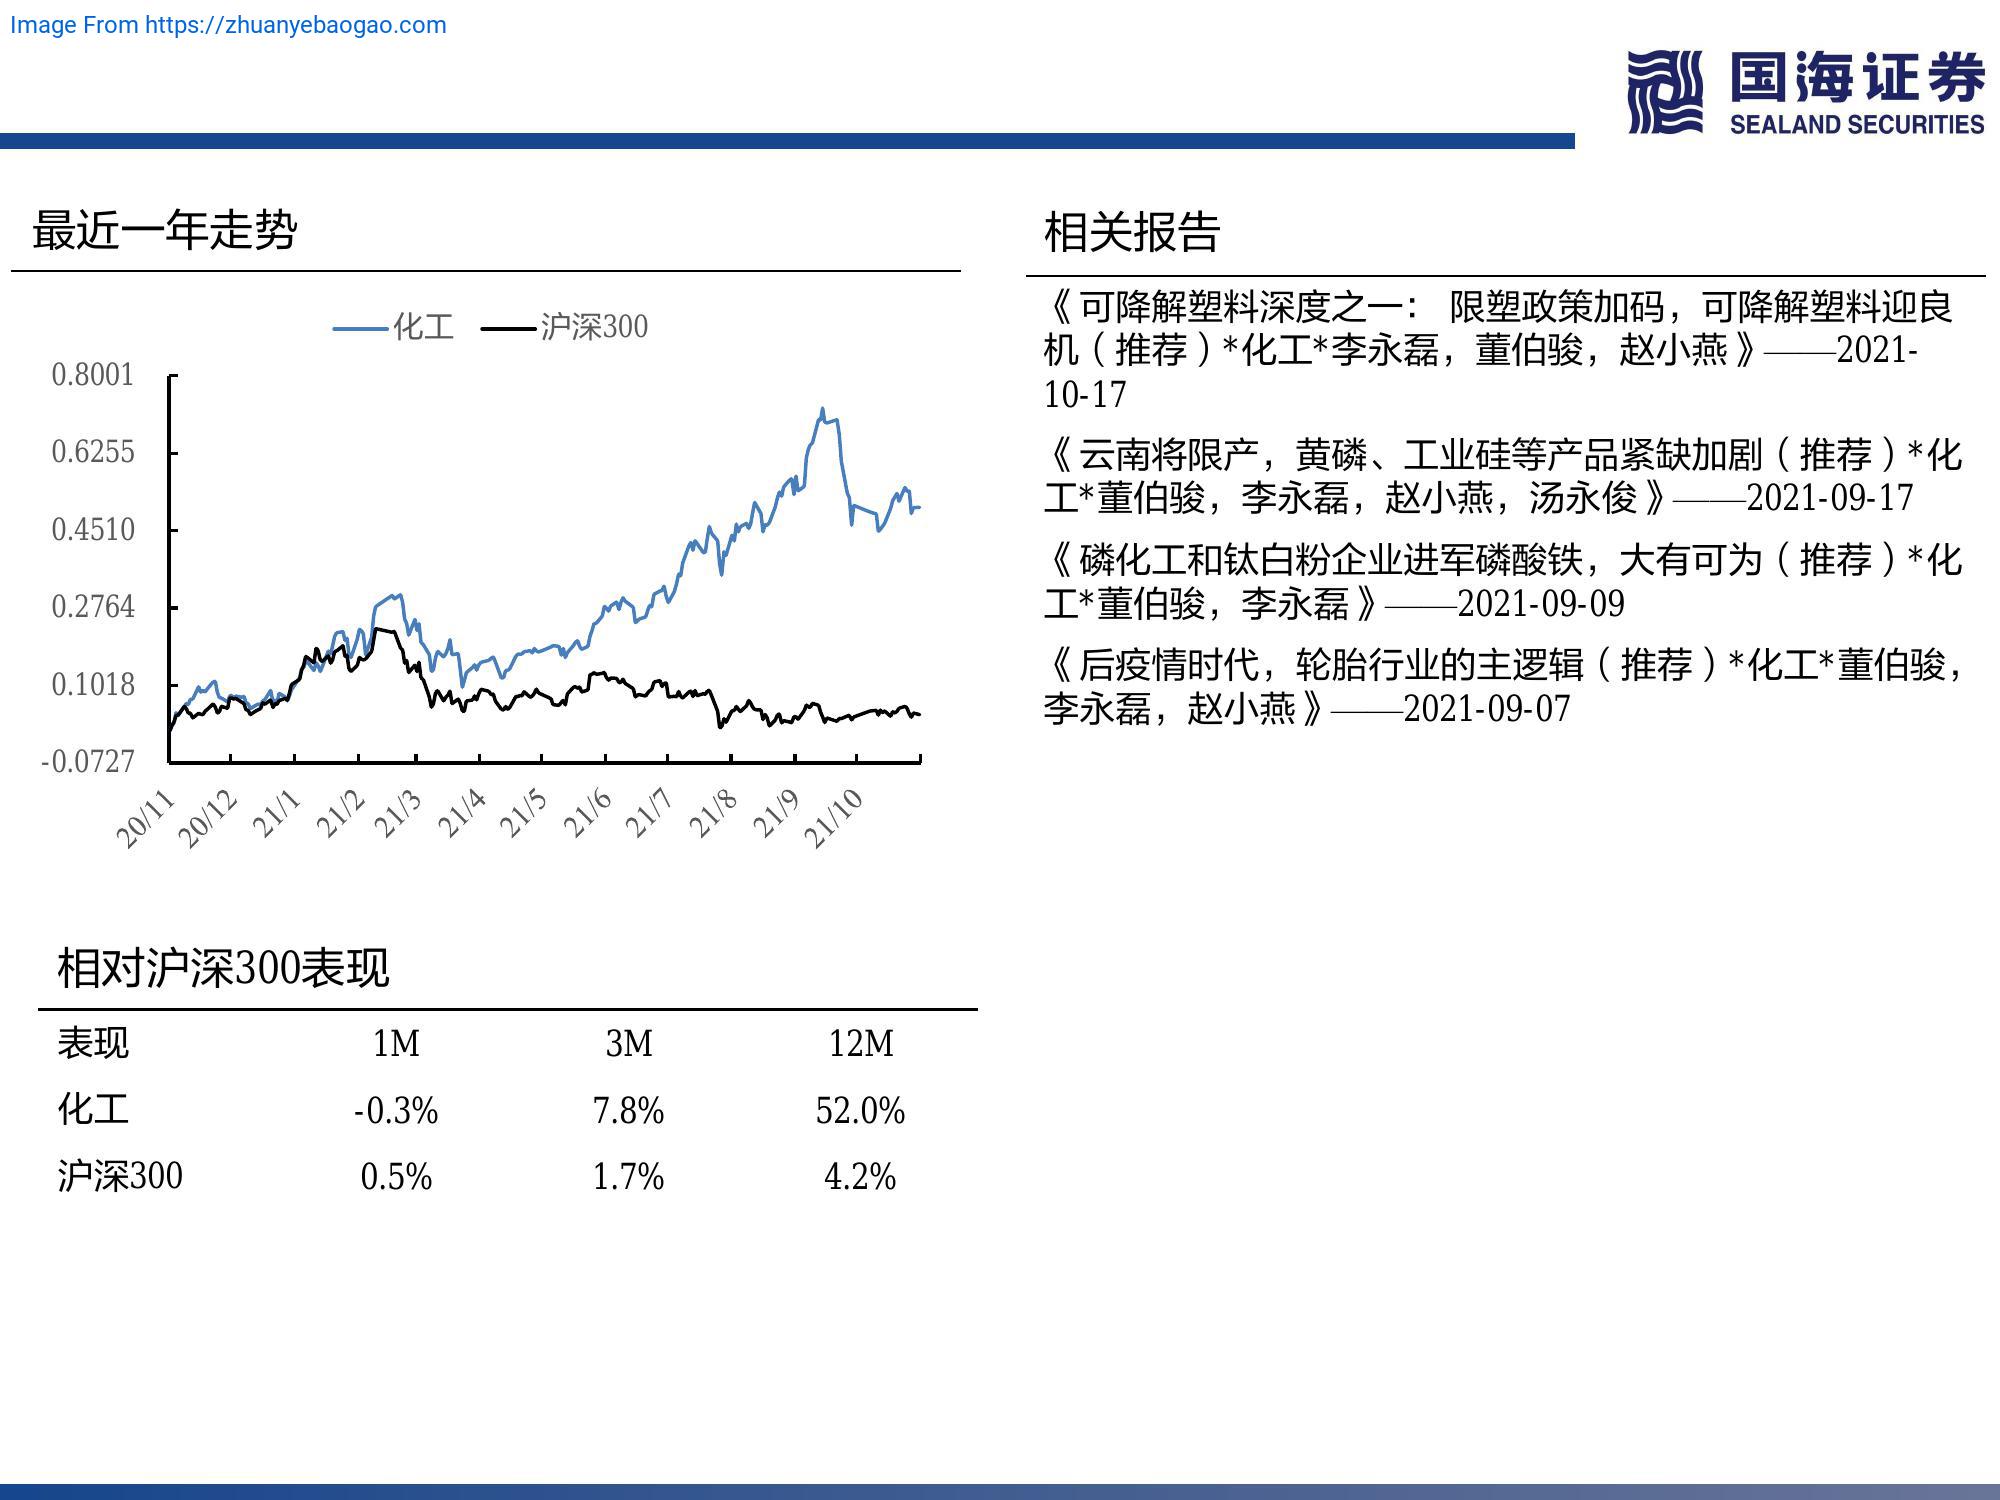 Image From https://zhuanyebaogao.com
国海证券
SEALAND SECURITIES
最近一年走势
化工 沪深300
0.8001
0.6255
0.4510
0.2764
0.1018
-0.0727
20/11 20/12 21/1 21/2 21/3 21/4 21/5 21/6 21/7 21/8 21/9 21/10
相对沪深300表现
表现 1M 3M 12M
化工 -0.3% 7.8% 52.0%
沪深300 0.5% 1.7% 4.2%
相关报告
《可降解塑料深度之一： 限塑政策加码，可降解塑料迎良
机（推荐）*化工*李永磊，董伯骏，赵小燕》——2021-
10-17
《云南将限产，黄磷、工业硅等产品紧缺加剧（推荐）*化
工*董伯骏，李永磊，赵小燕，汤永俊》——2021-09-17
《磷化工和钛白粉企业进军磷酸铁，大有可为（推荐）*化
工*董伯骏，李永磊》——2021-09-09
《后疫情时代，轮胎行业的主逻辑（推荐）*化工*董伯骏，
李永磊，赵小燕》——2021-09-07